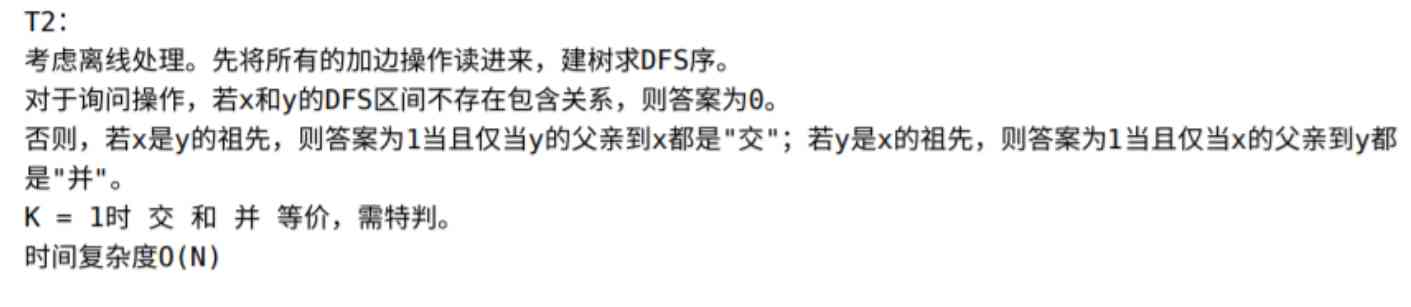 T2：
考虑离线处理。先将所有的加边操作读进来，建树求DFS序。
对于询问操作，若x和y的DFS区间不存在包含关系，则答案为0。
否则，若x是y的祖先，则答案为1当且仅当y的父亲到x都是"交"；若y是x的祖先，则答案为1当且仅当x的父亲到y都
是"并"。
K = 1时 交 和 并 等价，需特判。
时间复杂度O(N)